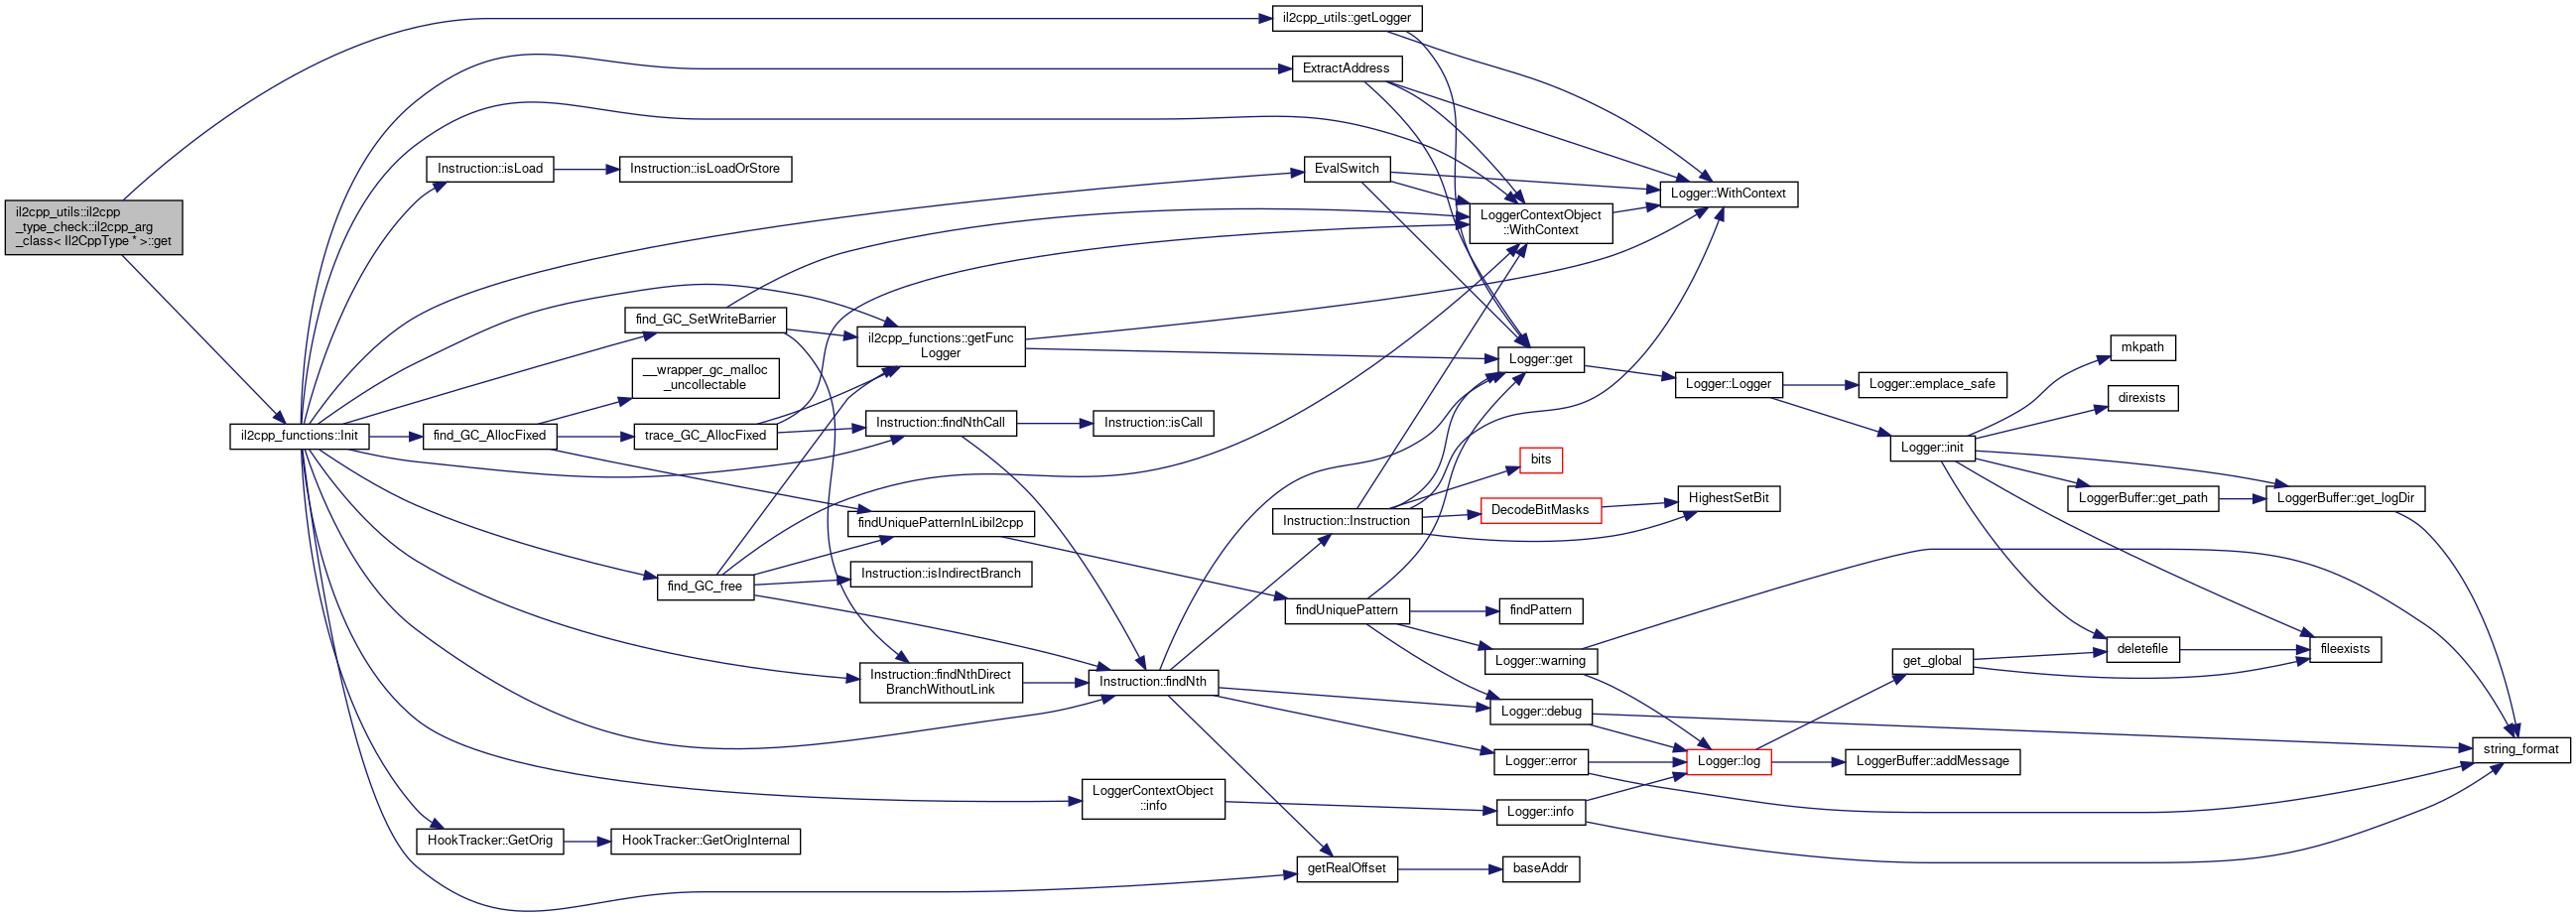 il2cpp_utils::il2cpp
_type_check::il2cpp_arg
_class< Il2CppType * >::get
il2cpp_functions::Init
Instruction::isLoad
Instruction::isLoadOrStore
find_GC_SetWriteBarrier
__wrapper_gc_malloc
_uncollectable
find_GC_AllocFixed
trace_GC_AllocFixed
find_GC_free
HookTracker::GetOrig
HookTracker::GetOrigInternal
il2cpp_functions::getFunc
Logger
Instruction::findNthCall
Instruction::isCall
findUniquePatternInLibil2cpp
Instruction::isIndirectBranch
Instruction::findNthDirect
BranchWithoutLink
Instruction::findNth
LoggerContextObject
::info
il2cpp_utils::getLogger
ExtractAddress
EvalSwitch
LoggerContextObject
::WithContext
Logger::WithContext
Logger::get
bits
Instruction::Instruction
DecodeBitMasks
HighestSetBit
findUniquePattern
findPattern
Logger::warning
Logger::debug
Logger::error
Logger::log
Logger::info
getRealOffset
baseAddr
Logger::Logger
Logger::emplace_safe
Logger::init
mkpath
direxists
LoggerBuffer::get_path
LoggerBuffer::get_logDir
get_global
deletefile
fileexists
LoggerBuffer::addMessage
string_format